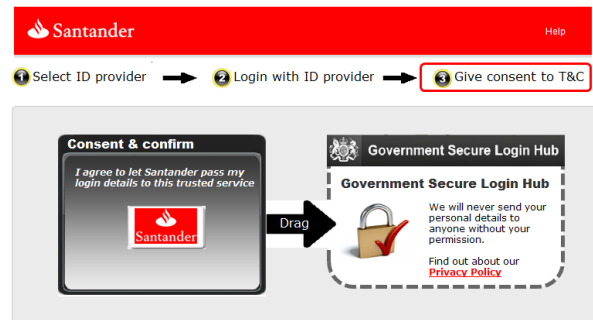 Santander
Help
1 Select ID provider
2 Login with ID provider
3 Give consent to T&C
Consent & confirm
I agree to let Santander pass my
login details to this trusted service
Santander
Drag
Government Secure Login Hub
Government Secure Login Hub
We will never send your
personal details to
anyone without your
permission.
Find out about our
Privacy Policy